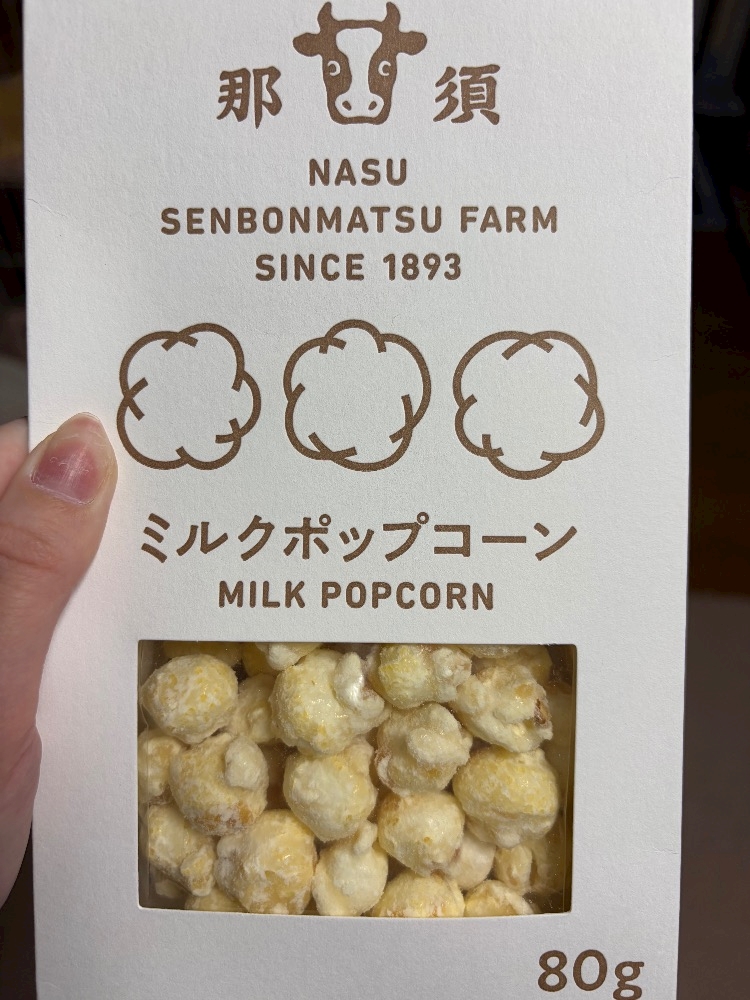 那須
NASU
SENBONMATSU FARM
SINCE 1893
ミルクポップコーン
MILK POPCORN
80g